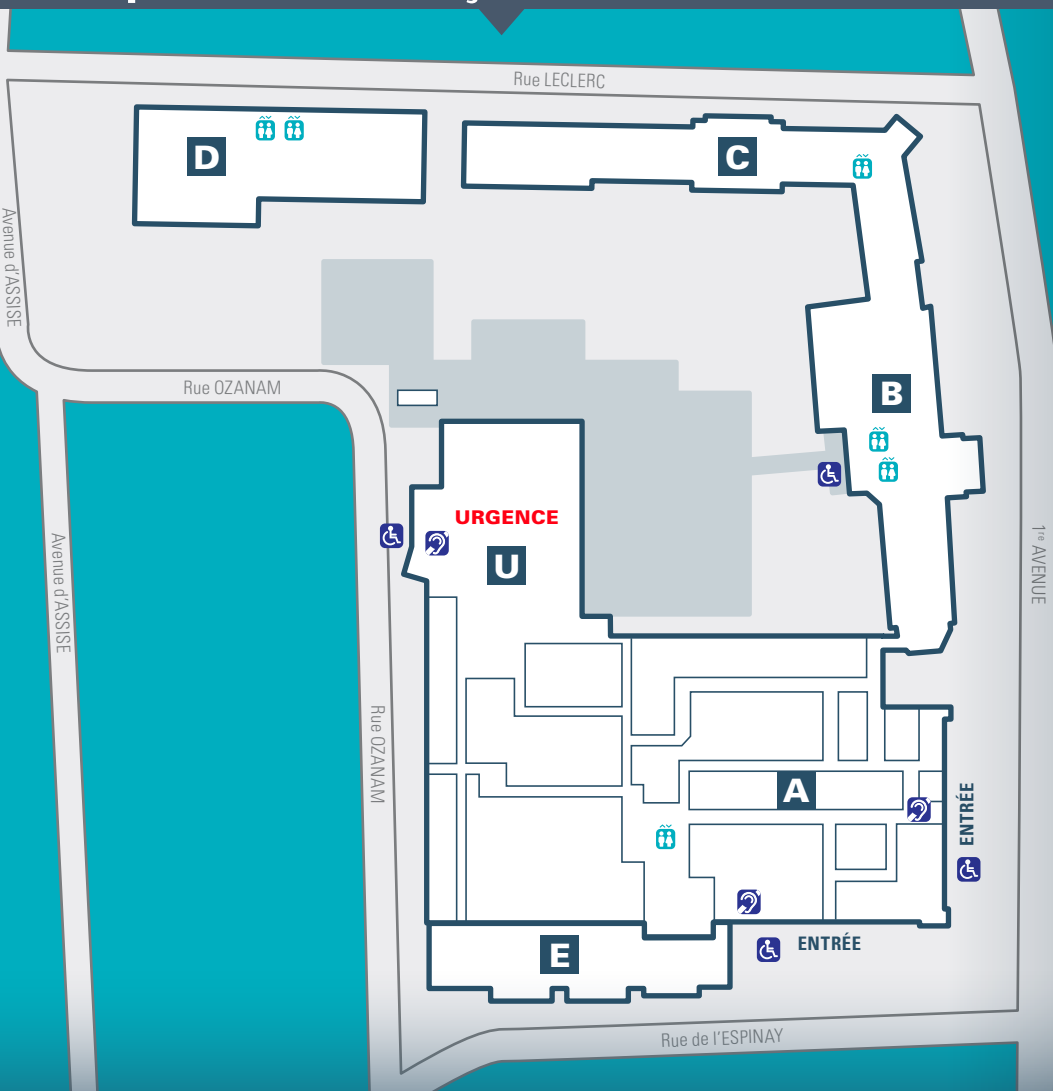 Rue LECLERC
D
C
Avenue d'ASSISE
Rue OZANAM
B
URGENCE
U
1re AVENUE
Avenue d'ASSISE
Rue OZANAM
A
ENTRÉE
ENTRÉE
E
Rue de l'ESPINAY